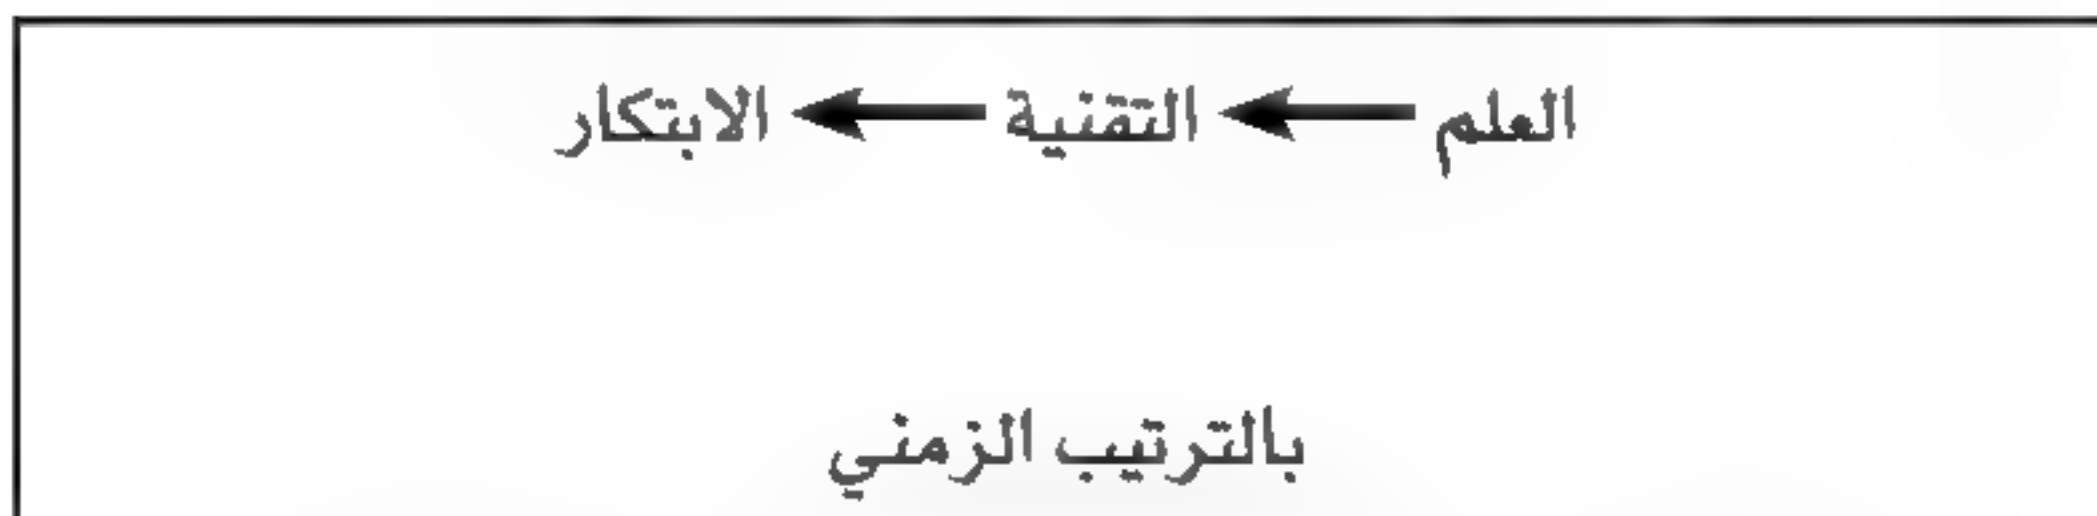 العلم ← التقنية ← الابتكار
بالترتيب الزمني